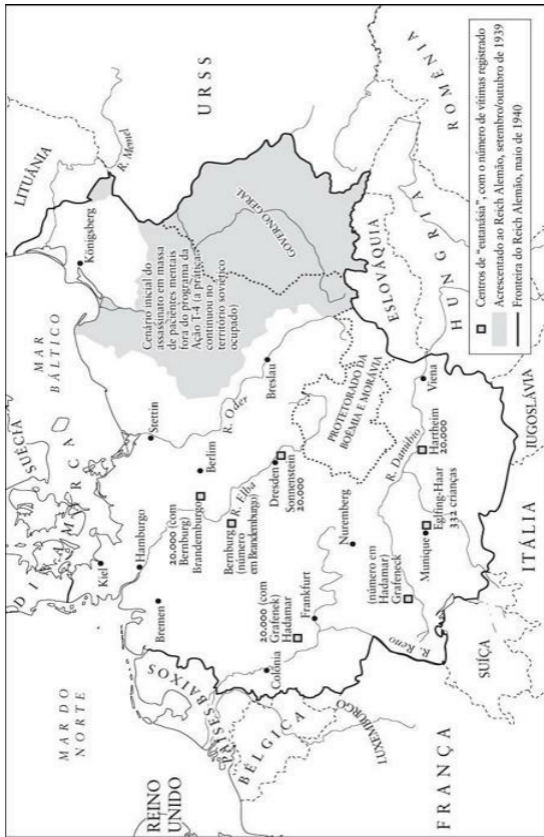 MAR DO
NORTE
REINO
UNIDO
DINAMARCA
SUÉCIA
MAR
BÁLTICO
LITUÂNIA
R. Memel
Königsberg
URSS
Kiel
Hamburgo
Bremen
Stettin
Berlim
20.000 (com
Bernburg)
Brandemburgo
Bernburg
(número
em Brandemburgo)
R. Elba
R. Oder
Cenário inicial do
assassinato em massa
de pacientes mentais
fora do programa da
Ação T-4 (a prática
continuou no
território soviético
ocupado)
GOVERNO GERAL
PAÍSES BAIXOS
BÉLGICA
LUXEMBURGO
Colônia
20.000 (com
Grafenek)
Hadamar
Frankfurt
Dresden
Sonnenstein
20.000
Breslau
PROTETORADO DA
BOÊMIA E MORÁVIA
Nuremberg
(número em
Hadamar)
Grafeneck
R. Reno
Munique
Eglfing-Haar
332 crianças
R. Danúbio
Hartheim
20.000
Viena
ESLOVÁQUIA
HUNGRIA
ROMÊNIA
FRANÇA
SUÍÇA
ITÁLIA
IUGOSLÁVIA
Centros de "eutanásia", com o número de vítimas registrado
Acrescentado ao Reich Alemão, setembro/outubro de 1939
Fronteira do Reich Alemão, maio de 1940